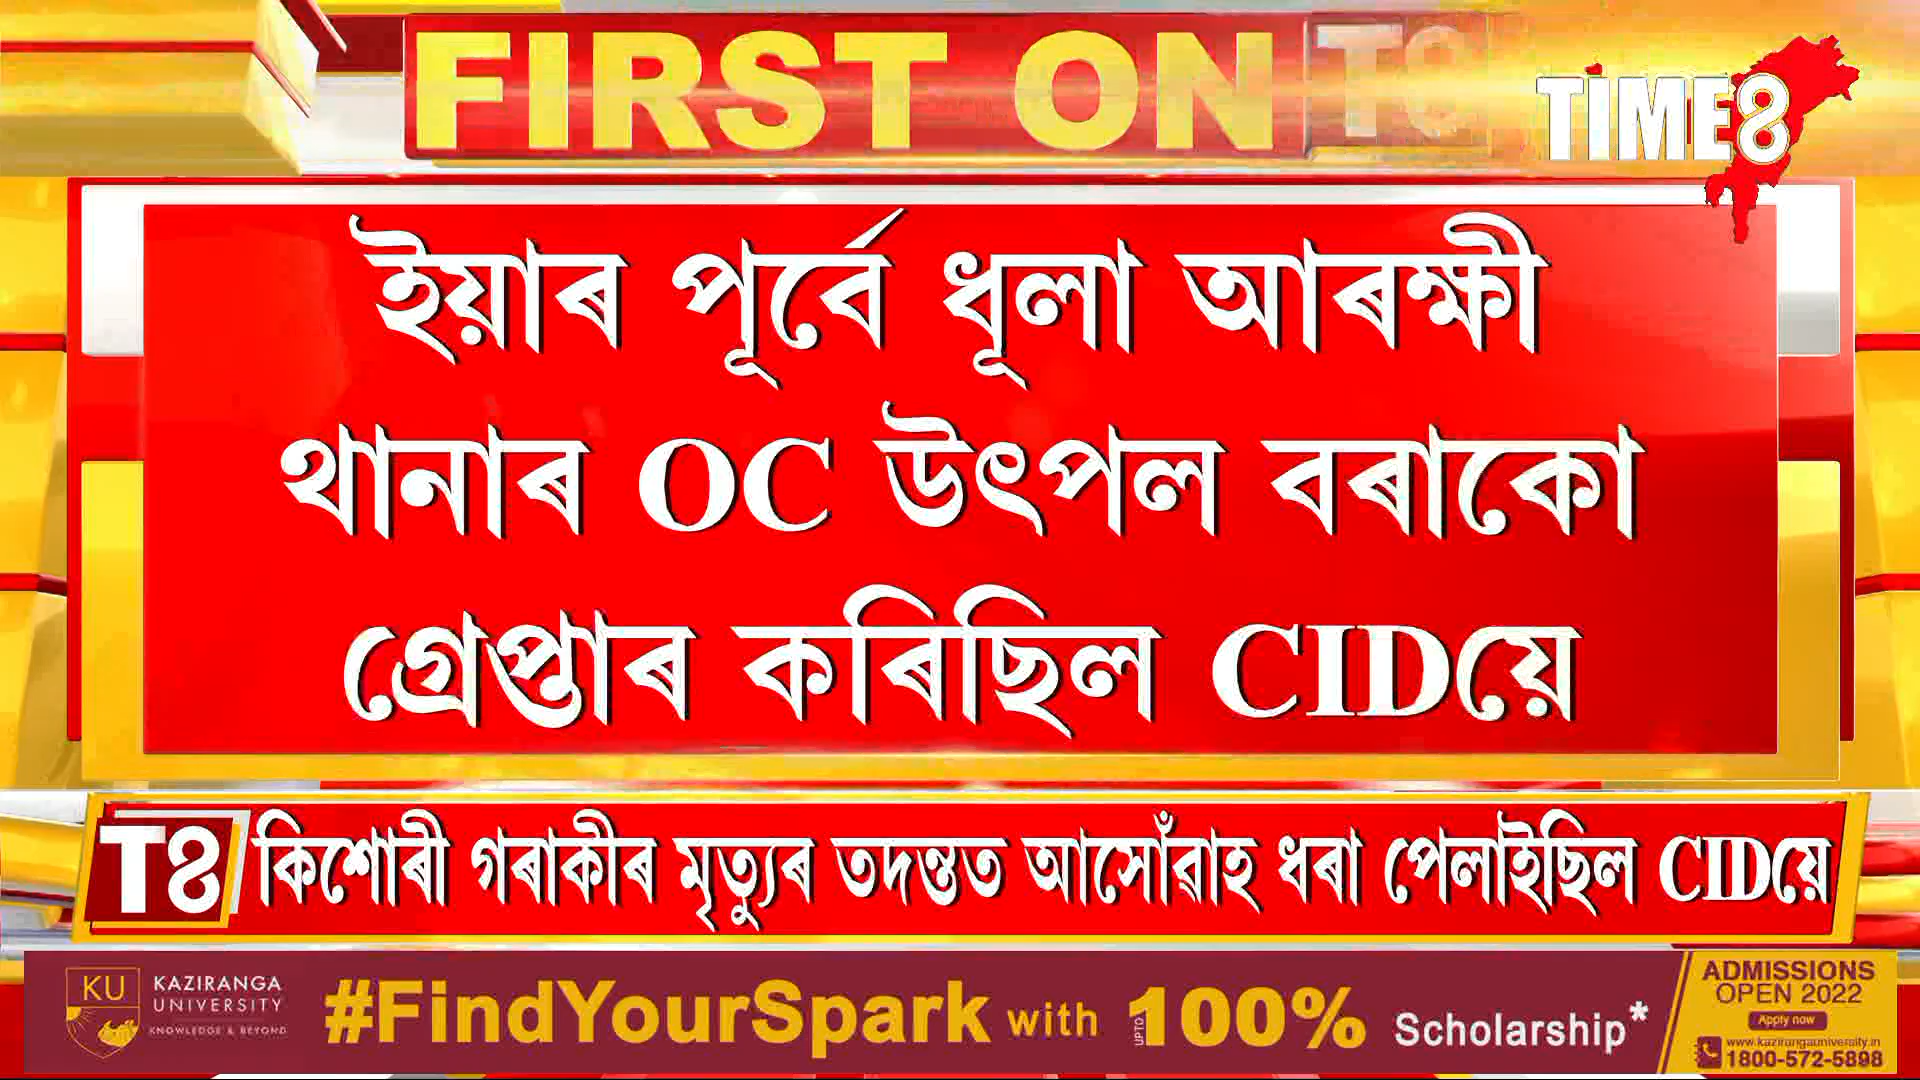 FIRST ON T8
TIME8
ইয়াৰ পূৰ্বে ধূলা আৰক্ষী
থানাৰ OC উৎপল বৰাকো
গ্ৰেপ্তাৰ কৰিছিল CIDয়ে
T8 কিশোৰী গৰাকীৰ মৃত্যুৰ তদন্তত আসোঁৱাহ ধৰা পেলাইছিল CIDয়ে
KU KAZIRANGA
UNIVERSITY
KNOWLEDGE & BEYOND
#FindYourSpark with UPTO 100% Scholarship*
ADMISSIONS
OPEN 2022
Apply now
www.kazirangauniversity.in
1800-572-5898